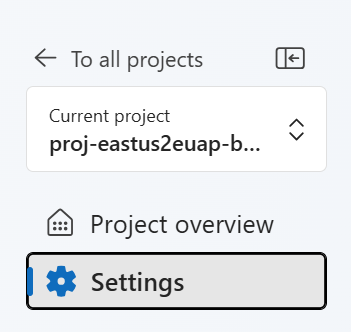 To all projects
Current project
proj-eastus2euap-b...
Project overview
Settings